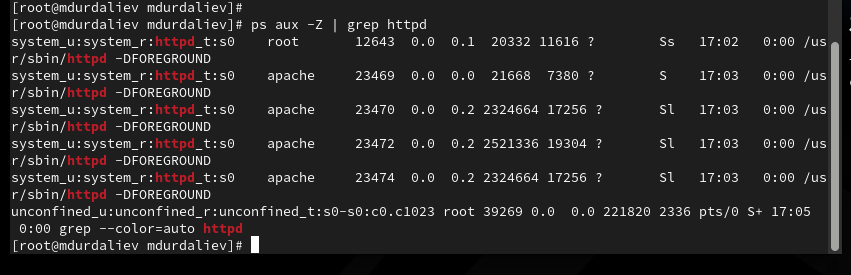 [root@mdurdaliev mdurdaliev]#
[root@mdurdaliev mdurdaliev]# ps aux -Z | grep httpd
system_u:system_r:httpd_t:s0    root       12643  0.0  0.1  20332 11616 ?        Ss   17:02   0:00 /us
r/sbin/httpd -DFOREGROUND
system_u:system_r:httpd_t:s0    apache     23469  0.0  0.0  21668  7380 ?        S    17:03   0:00 /us
r/sbin/httpd -DFOREGROUND
system_u:system_r:httpd_t:s0    apache     23470  0.0  0.2 2324664 17256 ?       Sl   17:03   0:00 /us
r/sbin/httpd -DFOREGROUND
system_u:system_r:httpd_t:s0    apache     23472  0.0  0.2 2521336 19304 ?       Sl   17:03   0:00 /us
r/sbin/httpd -DFOREGROUND
system_u:system_r:httpd_t:s0    apache     23474  0.0  0.2 2324664 17256 ?       Sl   17:03   0:00 /us
r/sbin/httpd -DFOREGROUND
unconfined_u:unconfined_r:unconfined_t:s0-s0:c0.c1023 root 39269 0.0  0.0 221820 2336 pts/0 S+ 17:05
 0:00 grep --color=auto httpd
[root@mdurdaliev mdurdaliev]#